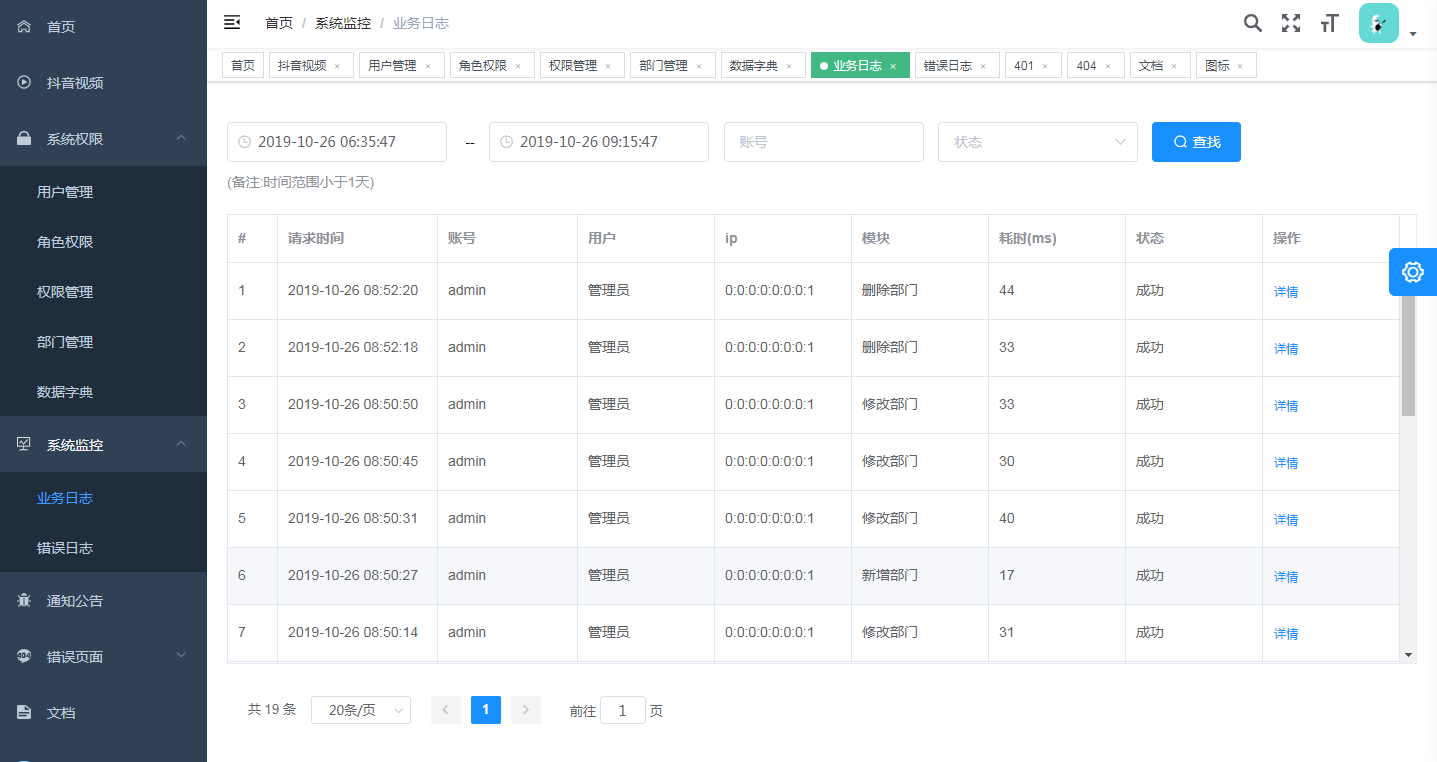 首页
抖音视频
系统权限
用户管理
角色权限
权限管理
部门管理
数据字典
系统监控
业务日志
错误日志
通知公告
404 错误页面
文档
首页 / 系统监控 / 业务日志
首页 抖音视频 × 用户管理 × 角色权限 × 权限管理 × 部门管理 × 数据字典 × 业务日志 × 错误日志 × 401 × 404 × 文档 × 图标 ×
2019-10-26 06:35:47 -- 2019-10-26 09:15:47 账号 状态 查找
(备注:时间范围小于1天)
# 请求时间 账号 用户 ip 模块 耗时(ms) 状态 操作
1 2019-10-26 08:52:20 admin 管理员 0:0:0:0:0:0:0:1 删除部门 44 成功 详情
2 2019-10-26 08:52:18 admin 管理员 0:0:0:0:0:0:0:1 删除部门 33 成功 详情
3 2019-10-26 08:50:50 admin 管理员 0:0:0:0:0:0:0:1 修改部门 33 成功 详情
4 2019-10-26 08:50:45 admin 管理员 0:0:0:0:0:0:0:1 修改部门 30 成功 详情
5 2019-10-26 08:50:31 admin 管理员 0:0:0:0:0:0:0:1 修改部门 40 成功 详情
6 2019-10-26 08:50:27 admin 管理员 0:0:0:0:0:0:0:1 新增部门 17 成功 详情
7 2019-10-26 08:50:14 admin 管理员 0:0:0:0:0:0:0:1 修改部门 31 成功 详情
共 19 条 20条/页 1 前往 1 页